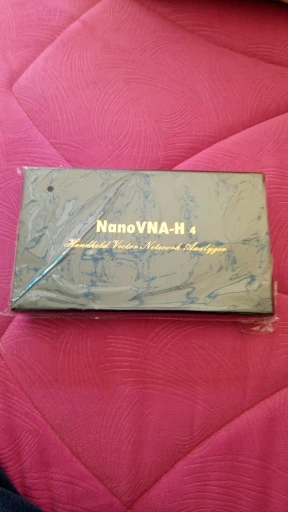 NanoVNA-H 4
Handheld Vector Network Analyzer